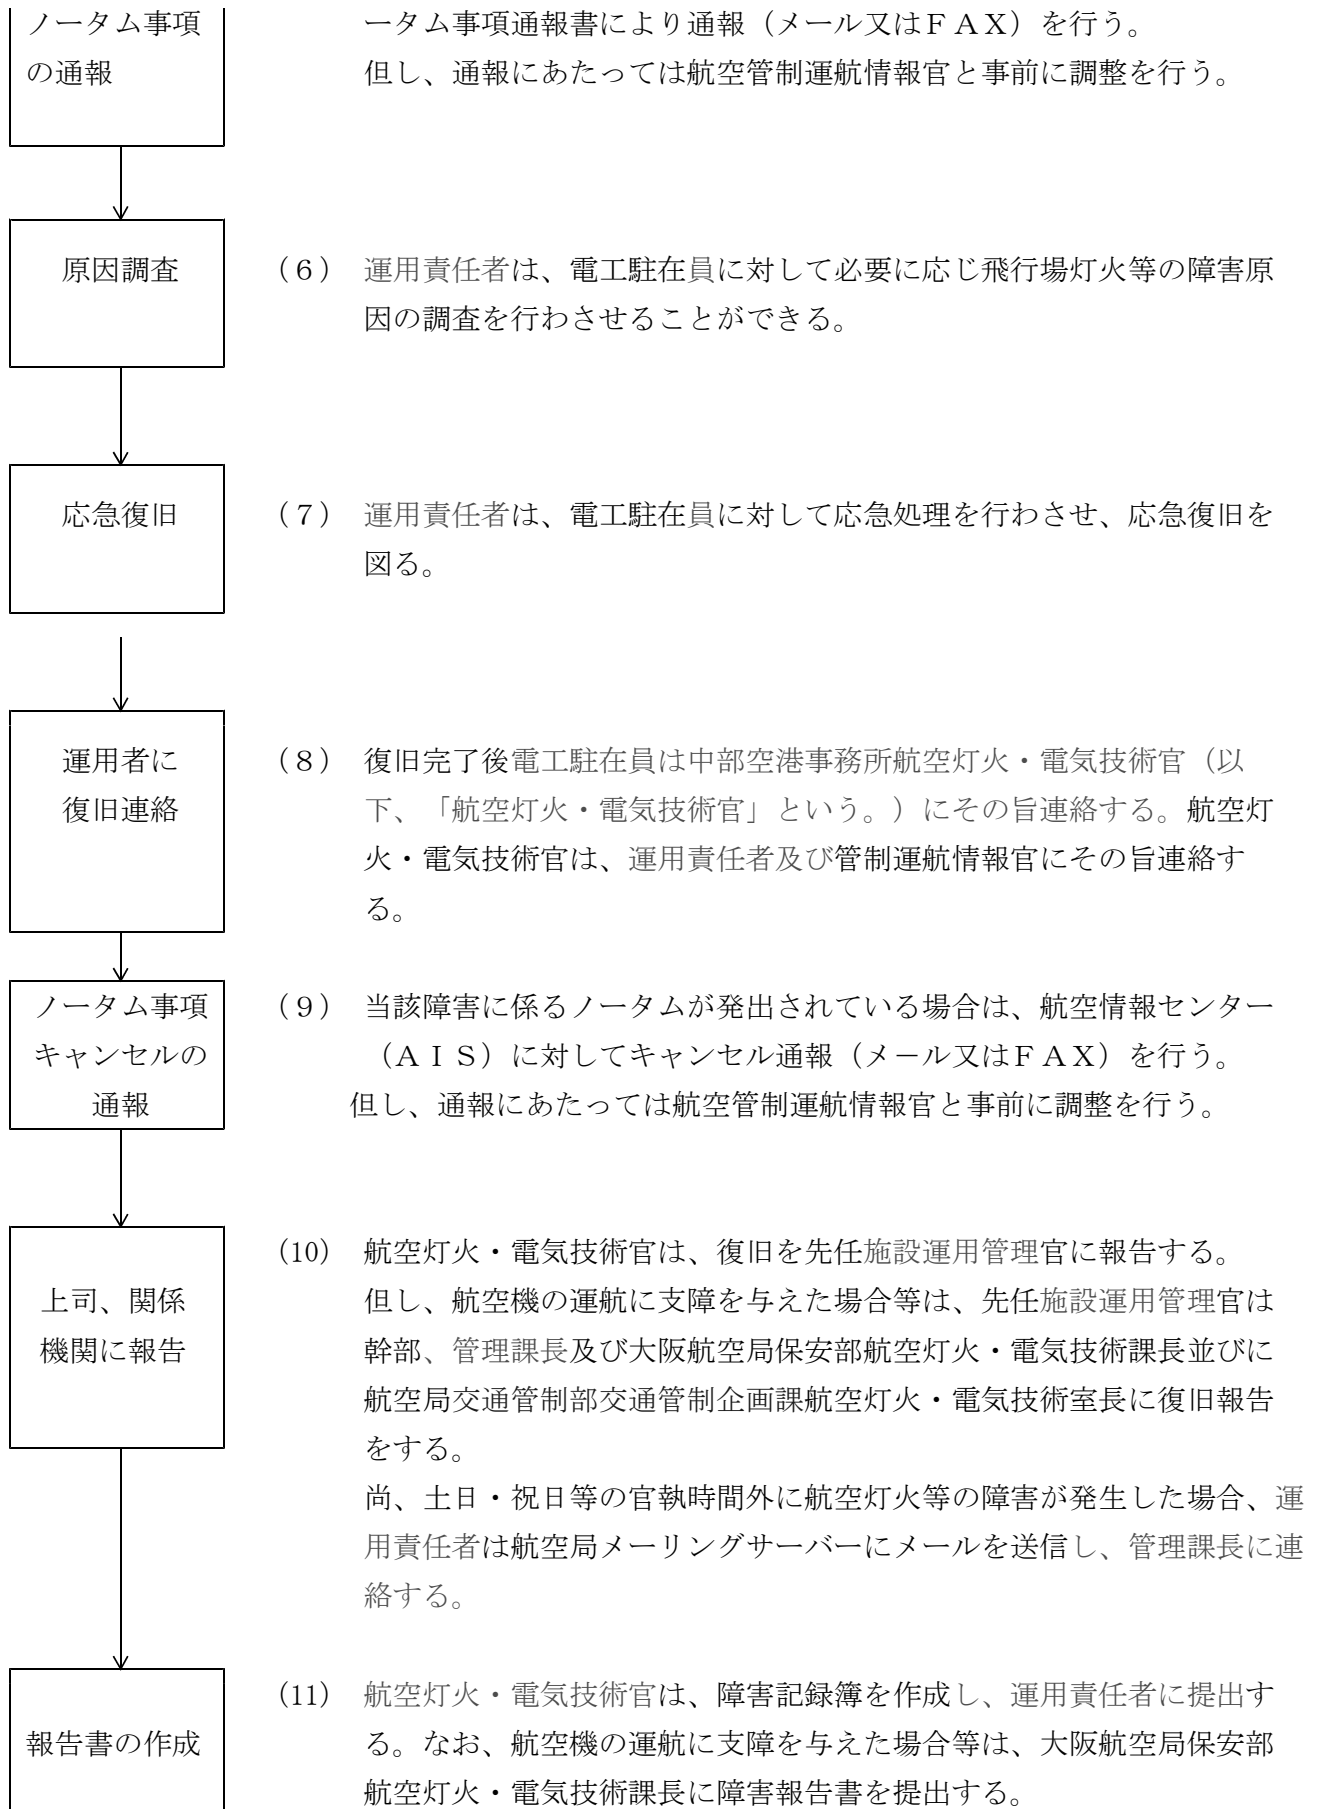 ノータム事項
の通報
ータム事項通報書により通報（メール又はＦＡＸ）を行う。
但し、通報にあたっては航空管制運航情報官と事前に調整を行う。
原因調査
（６） 運用責任者は、電工駐在員に対して必要に応じ飛行場灯火等の障害原
因の調査を行わさせることができる。
応急復旧
（７） 運用責任者は、電工駐在員に対して応急処理を行わさせ、応急復旧を
図る。
運用者に
復旧連絡
（８） 復旧完了後電工駐在員は中部空港事務所航空灯火・電気技術官（以
下、「航空灯火・電気技術官」という。）にその旨連絡する。航空灯
火・電気技術官は、運用責任者及び管制運航情報官にその旨連絡す
る。
ノータム事項
キャンセルの
通報
（９） 当該障害に係るノータムが発出されている場合は、航空情報センター
（ＡＩＳ）に対してキャンセル通報（メール又はＦＡＸ）を行う。
但し、通報にあたっては航空管制運航情報官と事前に調整を行う。
上司、関係
機関に報告
（10） 航空灯火・電気技術官は、復旧を先任施設運用管理官に報告する。
但し、航空機の運航に支障を与えた場合等は、先任施設運用管理官は
幹部、管理課長及び大阪航空局保安部航空灯火・電気技術課長並びに
航空局交通管制部交通管制企画課航空灯火・電気技術室長に復旧報告
をする。
尚、土日・祝日等の官執時間外に航空灯火等の障害が発生した場合、運
用責任者は航空局メーリングサーバーにメールを送信し、管理課長に連
絡する。
報告書の作成
（11） 航空灯火・電気技術官は、障害記録簿を作成し、運用責任者に提出す
る。なお、航空機の運航に支障を与えた場合等は、大阪航空局保安部
航空灯火・電気技術課長に障害報告書を提出する。